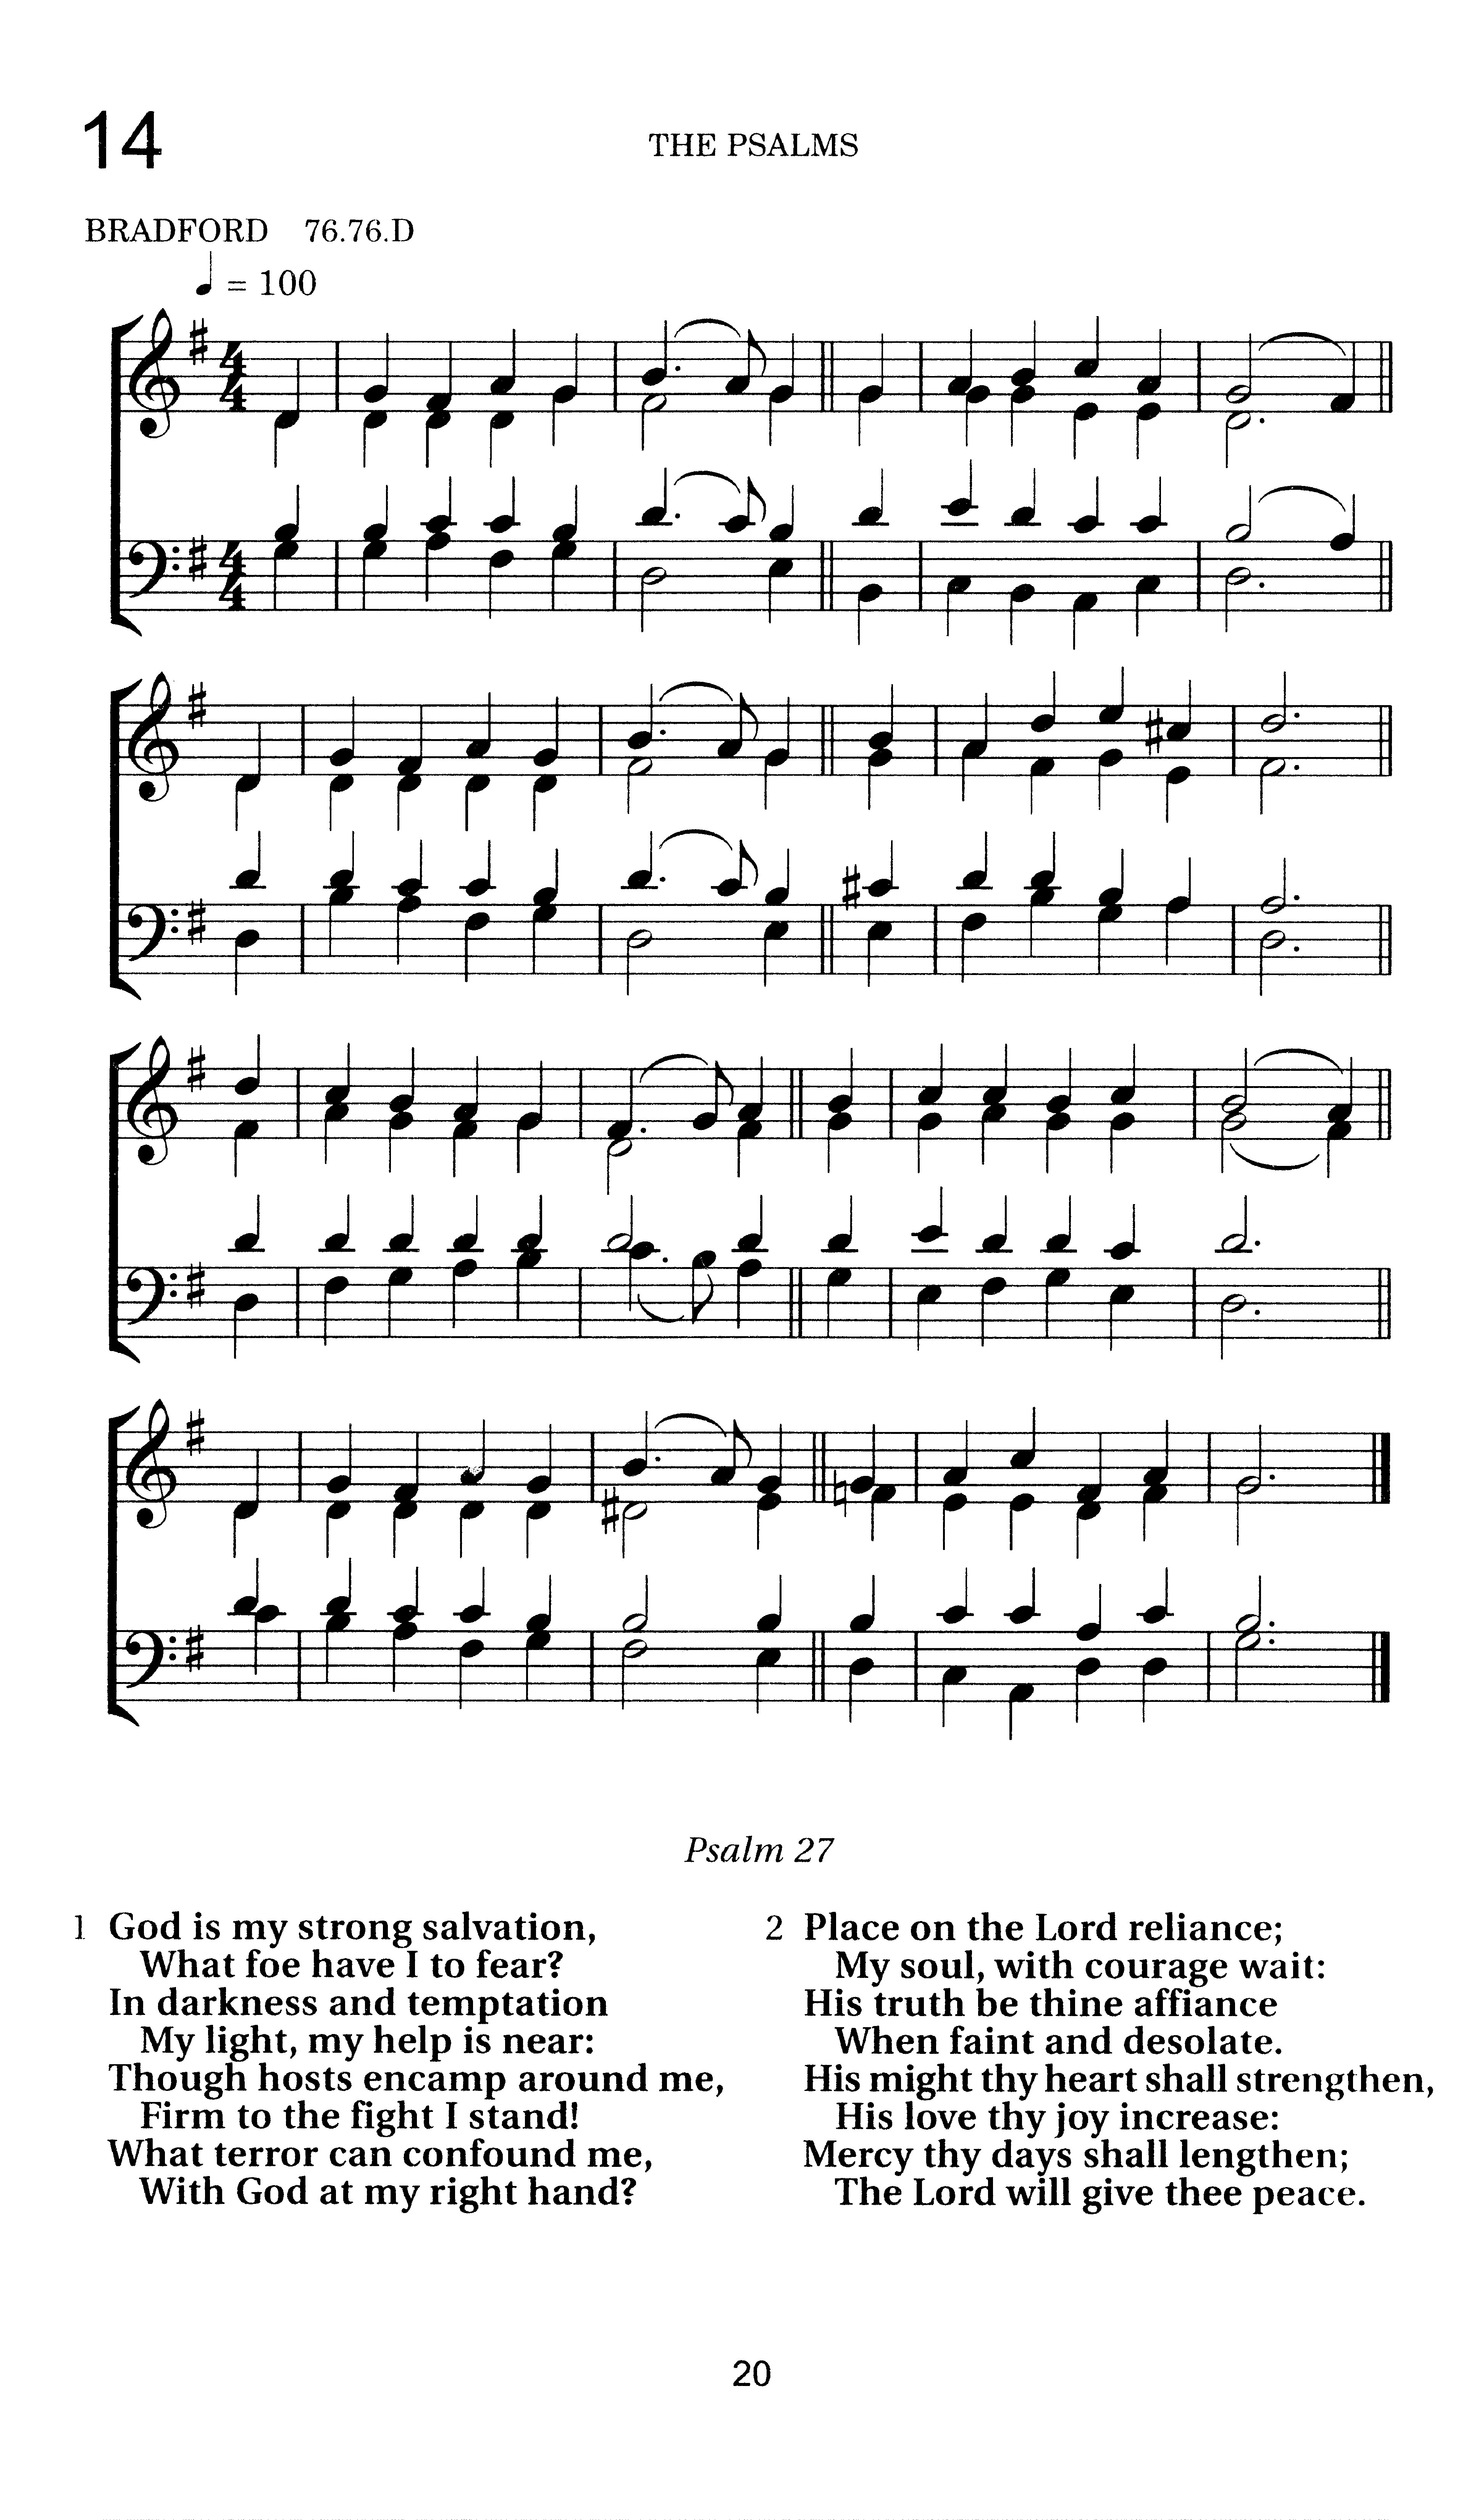 14
THE PSALMS
BRADFORD 76.76.D
♩ = 100
Psalm 27
1 God is my strong salvation,
What foe have I to fear?
In darkness and temptation
My light, my help is near:
Though hosts encamp around me,
Firm to the fight I stand!
What terror can confound me,
With God at my right hand?
2 Place on the Lord reliance;
My soul, with courage wait:
His truth be thine affiance
When faint and desolate.
His might thy heart shall strengthen,
His love thy joy increase:
Mercy thy days shall lengthen;
The Lord will give thee peace.
20